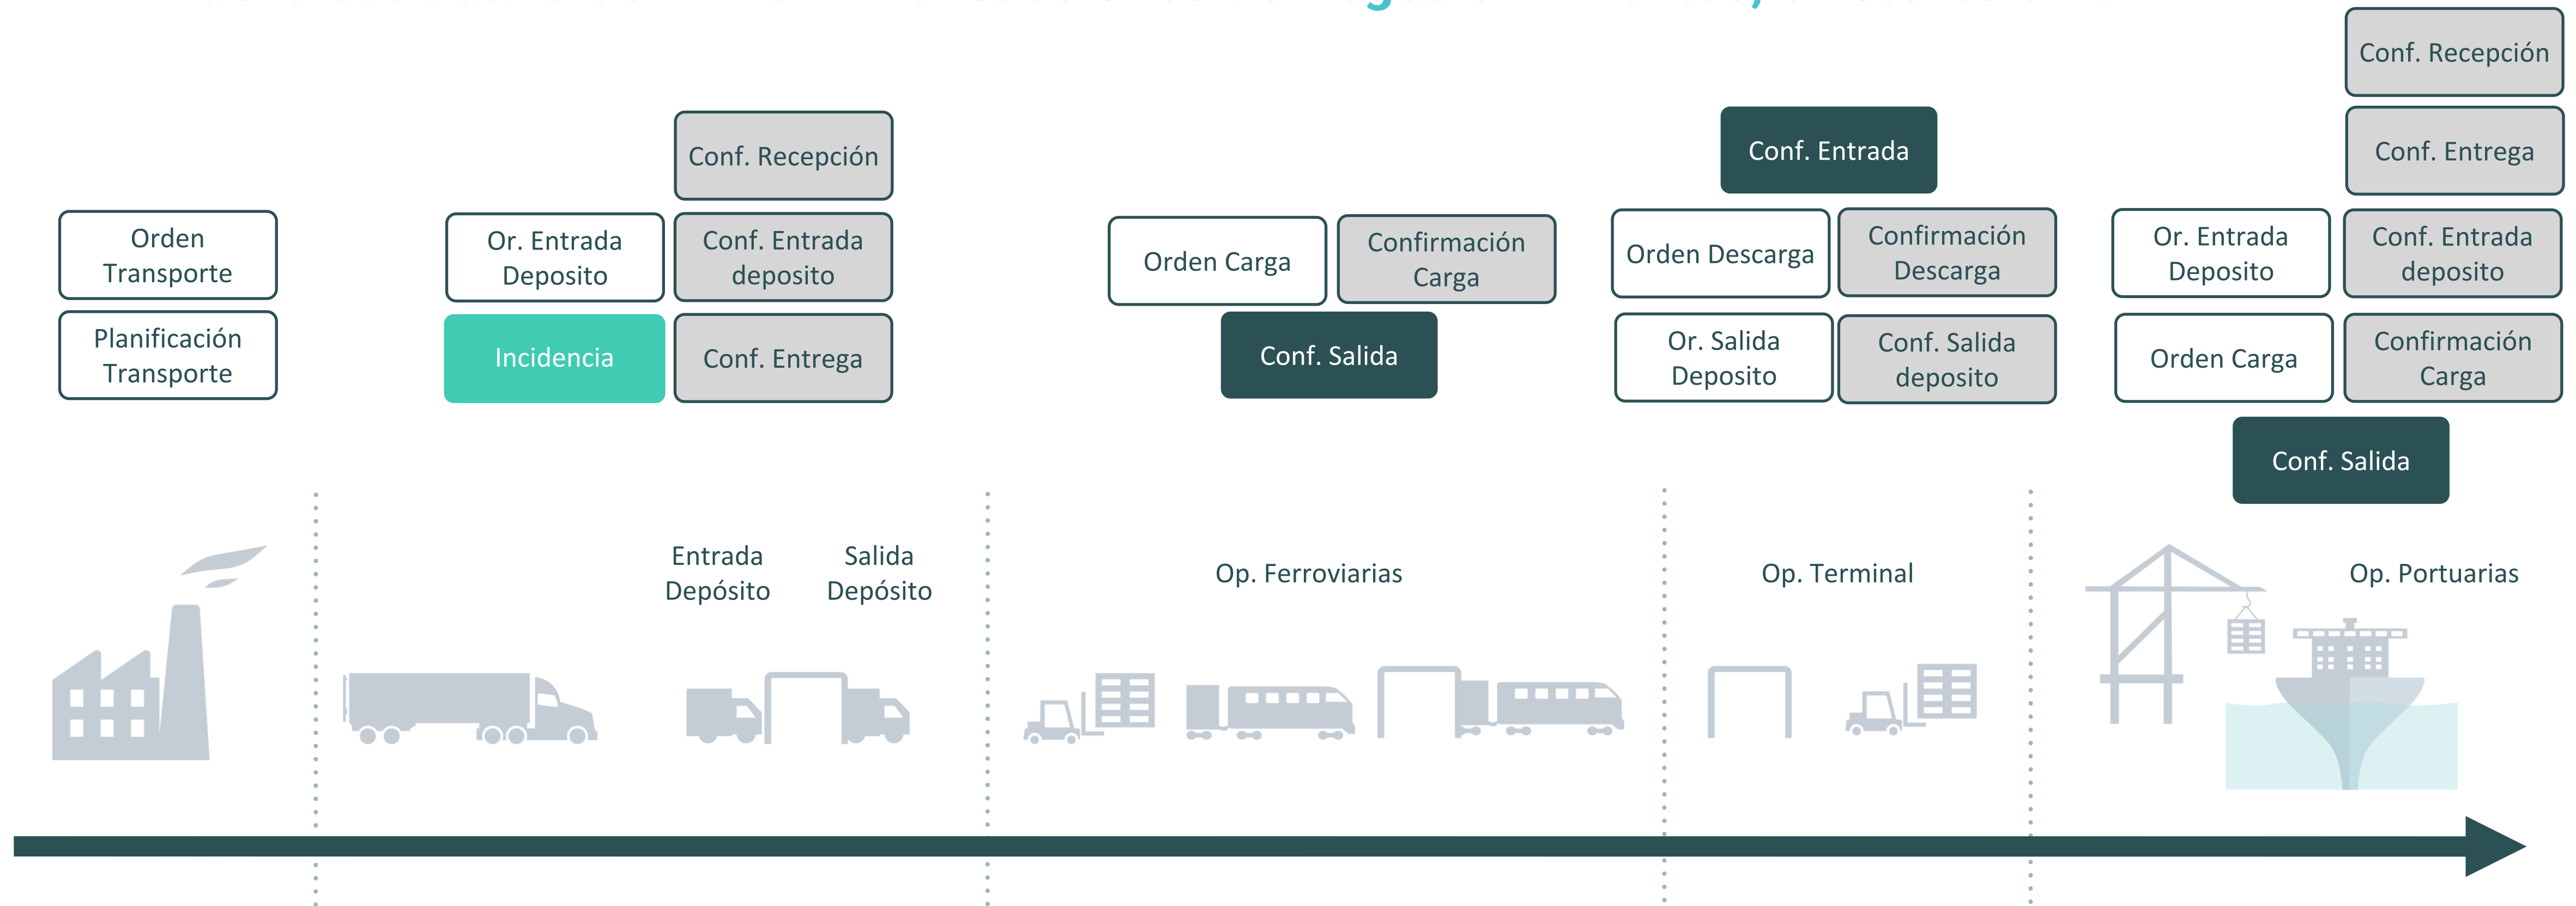 Conf. Recepción
Conf. Entrega
Conf. Recepción
Conf. Entrada
Orden
Transporte
Planificación
Transporte
Or. Entrada
Deposito
Conf. Entrada
deposito
Incidencia
Conf. Entrega
Orden Carga
Confirmación
Carga
Conf. Salida
Orden Descarga
Confirmación
Descarga
Or. Salida
Deposito
Conf. Salida
deposito
Or. Entrada
Deposito
Conf. Entrada
deposito
Orden Carga
Confirmación
Carga
Conf. Salida
Entrada
Depósito
Salida
Depósito
Op. Ferroviarias
Op. Terminal
Op. Portuarias